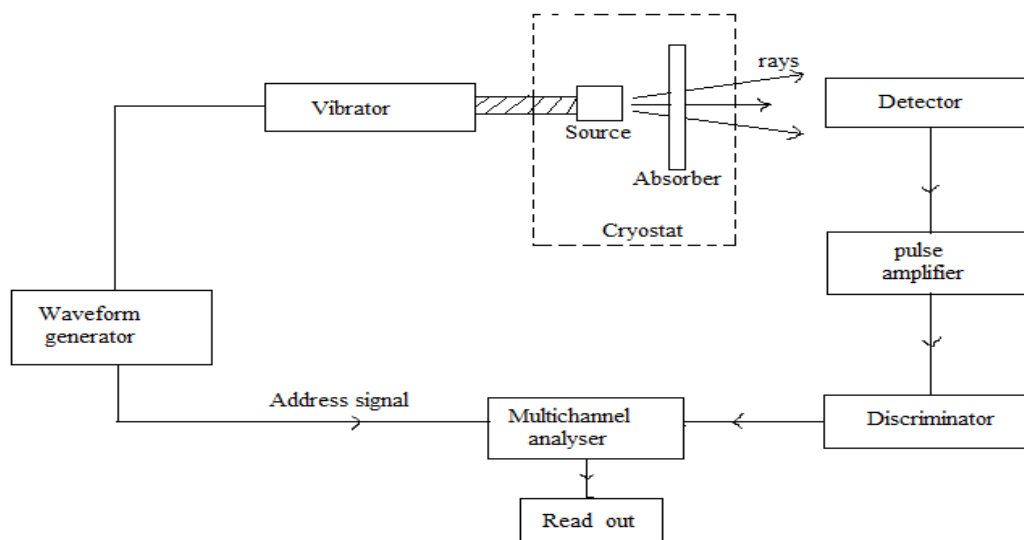 rays
Vibrator
Detector
Source
Absorber
Cryostat
pulse
amplifier
Waveform
generator
Address signal
Multichannel
analyser
Discriminator
Read out